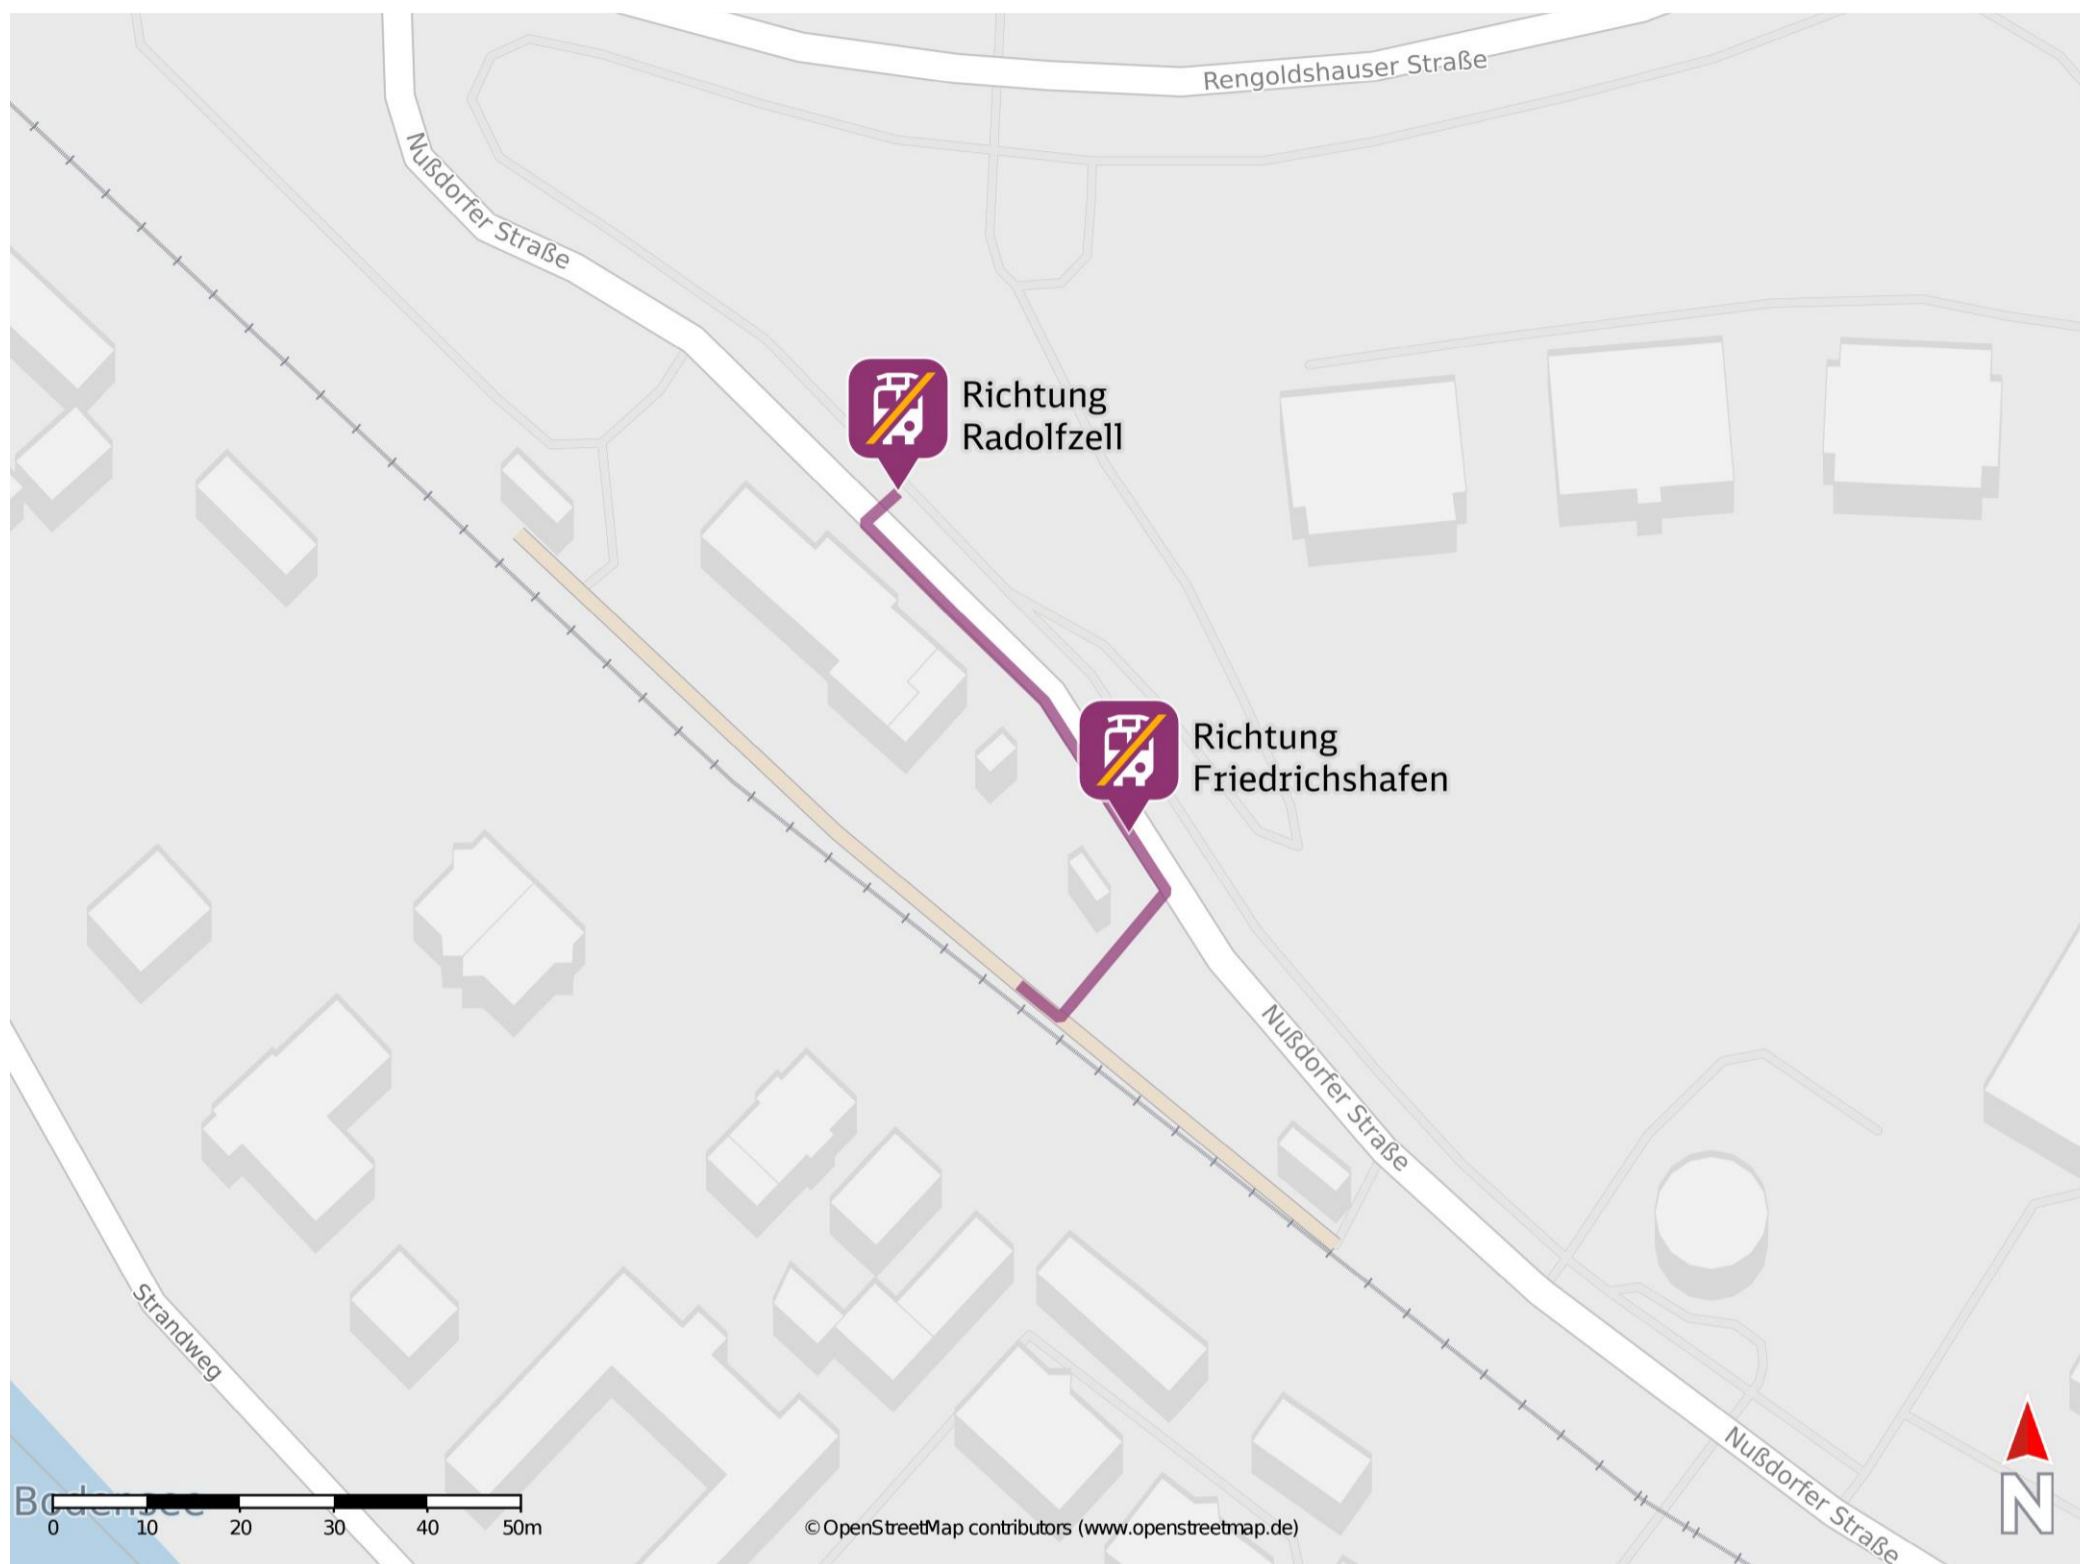 Rengoldshauser Straße
Nußdorfer Straße
Richtung
Radolfzell
Richtung
Friedrichshafen
Nußdorfer Straße
Strandweg
Nußdorfer Straße
Bodensee
0 10 20 30 40 50m
© OpenStreetMap contributors (www.openstreetmap.de)
N